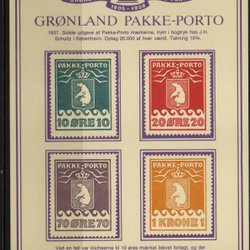 1905 - 1938
GRØNLAND PAKKE-PORTO
1937. Sidste udgave af Pakke-Porto mærkerne, trykt i bogtryk hos J.H.
Schultz i København. Oplag 20.000 af hver værdi. Takning 10¾.
PAKKE-PORTO
10 ØRE 10
PAKKE-PORTO
20 ØRE 20
PAKKE-PORTO
70 ØRE 70
PAKKE-PORTO
1 KRONE 1